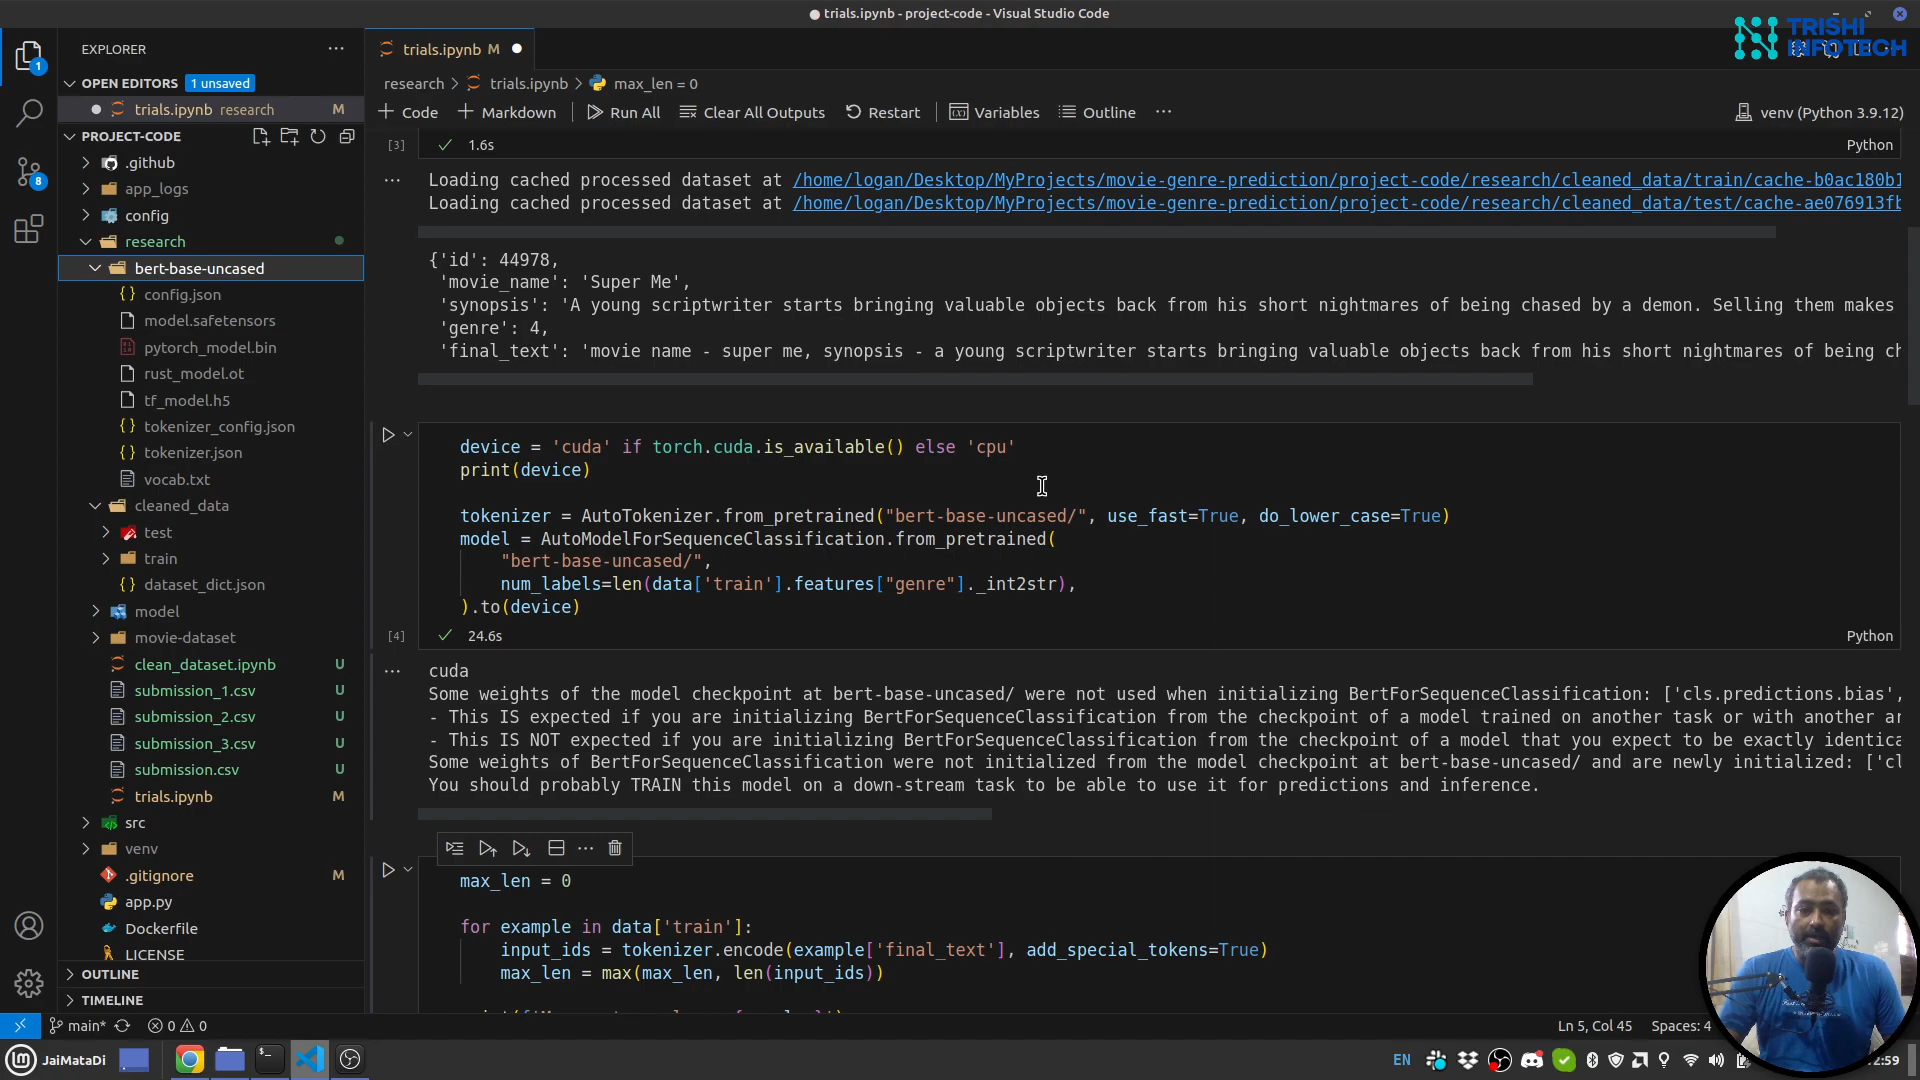 trials.ipynb - project-code - Visual Studio Code
TRISHI
INFOTECH
EXPLORER
trials.ipynb M
1
OPEN EDITORS 1 unsaved
research > trials.ipynb > max_len = 0
trials.ipynb research M
Code Markdown Run All Clear All Outputs Restart Variables Outline venv (Python 3.9.12)
PROJECT-CODE
.github
app_logs
config
research
bert-base-uncased
config.json
model.safetensors
pytorch_model.bin
rust_model.ot
tf_model.h5
tokenizer_config.json
tokenizer.json
vocab.txt
cleaned_data
test
train
dataset_dict.json
model
movie-dataset
clean_dataset.ipynb U
submission_1.csv U
submission_2.csv U
submission_3.csv U
submission.csv U
trials.ipynb M
src
venv
.gitignore M
app.py
Dockerfile
LICENSE
OUTLINE
TIMELINE
8
[3] 1.6s Python
Loading cached processed dataset at /home/logan/Desktop/MyProjects/movie-genre-prediction/project-code/research/cleaned_data/train/cache-b0ac180b1
Loading cached processed dataset at /home/logan/Desktop/MyProjects/movie-genre-prediction/project-code/research/cleaned_data/test/cache-ae076913fb
{'id': 44978,
'movie_name': 'Super Me',
'synopsis': 'A young scriptwriter starts bringing valuable objects back from his short nightmares of being chased by a demon. Selling them makes
'genre': 4,
'final_text': 'movie name - super me, synopsis - a young scriptwriter starts bringing valuable objects back from his short nightmares of being ch
device = 'cuda' if torch.cuda.is_available() else 'cpu'
print(device)
tokenizer = AutoTokenizer.from_pretrained("bert-base-uncased/", use_fast=True, do_lower_case=True)
model = AutoModelForSequenceClassification.from_pretrained(
"bert-base-uncased/",
num_labels=len(data['train'].features["genre"]._int2str),
).to(device)
[4] 24.6s Python
cuda
Some weights of the model checkpoint at bert-base-uncased/ were not used when initializing BertForSequenceClassification: ['cls.predictions.bias',
- This IS expected if you are initializing BertForSequenceClassification from the checkpoint of a model trained on another task or with another ar
- This IS NOT expected if you are initializing BertForSequenceClassification from the checkpoint of a model that you expect to be exactly identica
Some weights of BertForSequenceClassification were not initialized from the model checkpoint at bert-base-uncased/ and are newly initialized: ['cl
You should probably TRAIN this model on a down-stream task to be able to use it for predictions and inference.
max_len = 0
for example in data['train']:
input_ids = tokenizer.encode(example['final_text'], add_special_tokens=True)
max_len = max(max_len, len(input_ids))
main* 0 0 Ln 5, Col 45 Spaces: 4
JaiMataDi EN 2:59